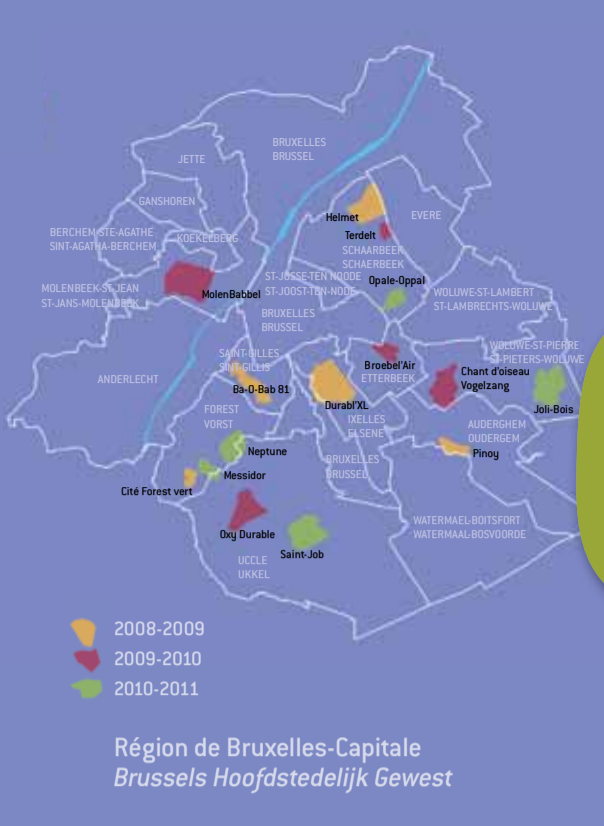 BRUXELLES
BRUSSEL
JETTE
GANSHOREN
Helmet
EVERE
BERCHEM-STE-AGATHE
SINT-AGATHA-BERCHEM
KOEKELBERG
Terdelt
SCHAARBEEK
SCHAERBEEK
MOLENBEEK-ST-JEAN
ST-JANS-MOLENBEEK
MolenBabbel
ST-JOSSE-TEN NOODE
ST-JOOST-TEN-NODE
Opale-Oppal
WOLUWE-ST-LAMBERT
ST-LAMBRECHTS-WOLUWE
BRUXELLES
BRUSSEL
WOLUWE-ST-PIERRE
ST-PIETERS-WOLUWE
SAINT-GILLES
SINT-GILLIS
Broebel'Air
ETTERBEEK
Chant d'oiseau
Vogelzang
ANDERLECHT
Ba-O-Bab 81
Durabl'XL
Joli-Bois
FOREST
VORST
IXELLES
ELSENE
AUDERGHEM
OUDERGEM
Neptune
Pinoy
BRUXELLES
BRUSSEL
Messidor
Cité Forest vert
WATERMAEL-BOITSFORT
WATERMAAL-BOSVOORDE
Oxy Durable
Saint-Job
UCCLE
UKKEL
2008-2009
2009-2010
2010-2011
Région de Bruxelles-Capitale
Brussels Hoofdstedelijk Gewest